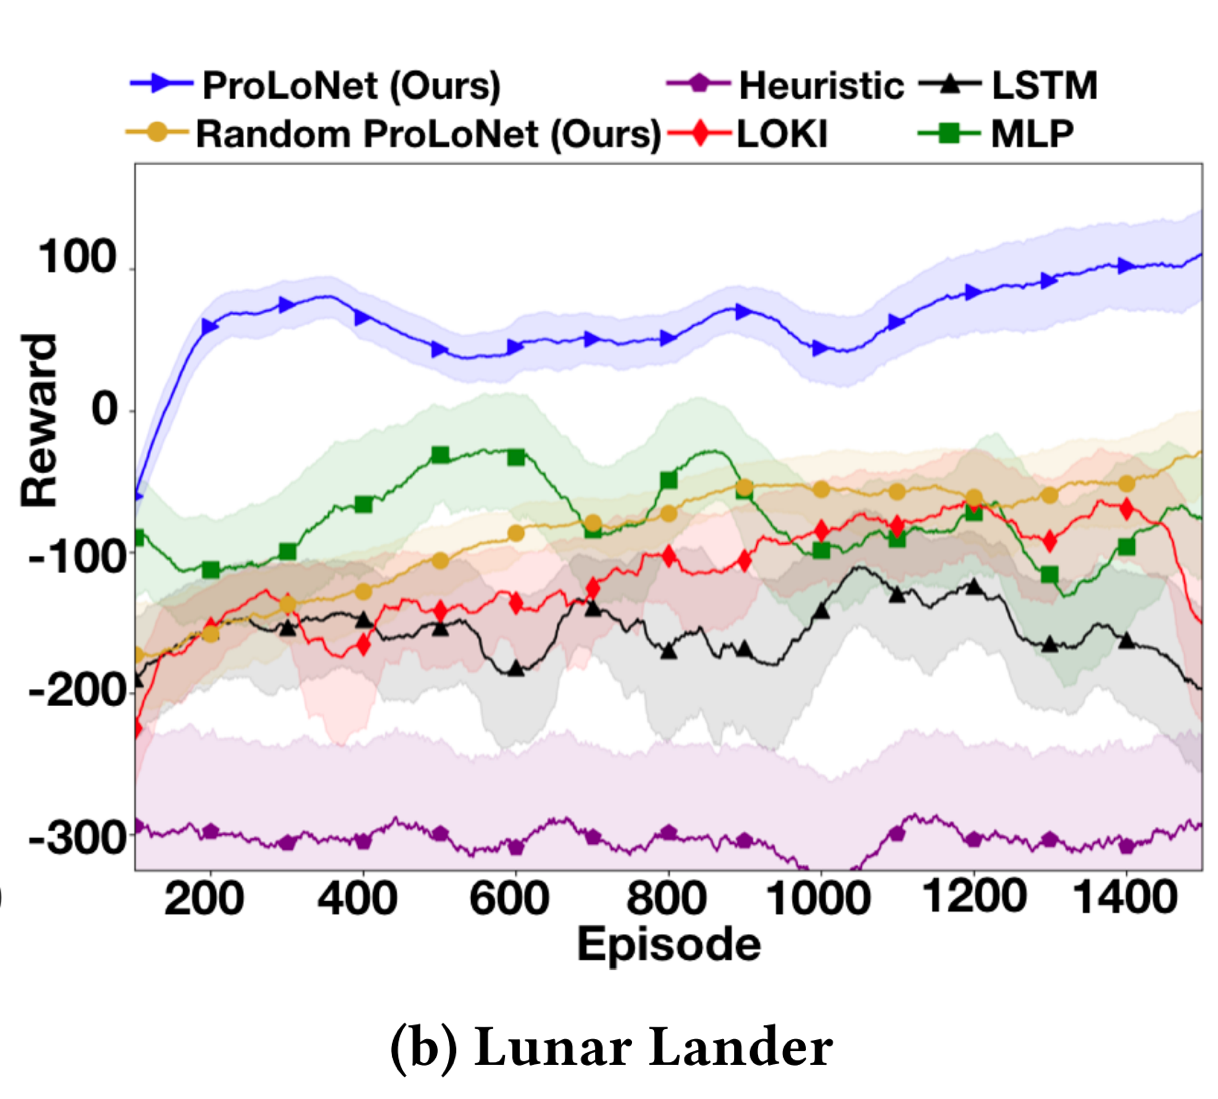 ProLoNet (Ours) Heuristic LSTM
Random ProLoNet (Ours) LOKI MLP
100
0
-100
-200
-300
Reward
200 400 600 800 1000 1200 1400
Episode
(b) Lunar Lander